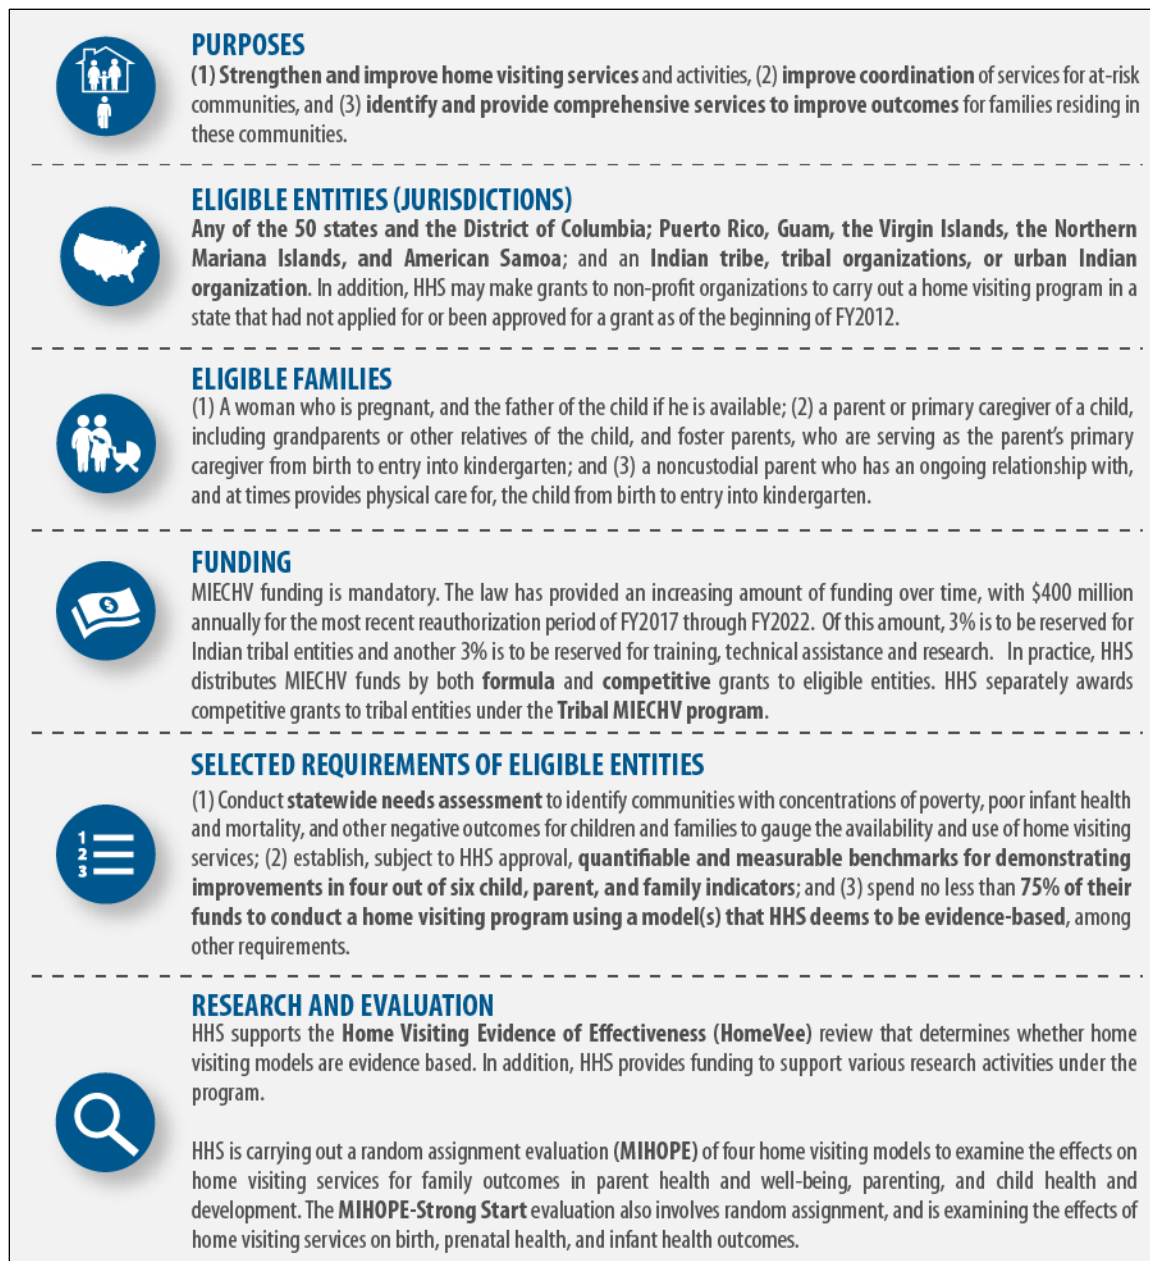 PURPOSES
(1) Strengthen and improve home visiting services and activities, (2) improve coordination of services for at-risk
communities, and (3) identify and provide comprehensive services to improve outcomes for families residing in
these communities.
ELIGIBLE ENTITIES (JURISDICTIONS)
Any of the 50 states and the District of Columbia; Puerto Rico, Guam, the Virgin Islands, the Northern
Mariana Islands, and American Samoa; and an Indian tribe, tribal organizations, or urban Indian
organization. In addition, HHS may make grants to non-profit organizations to carry out a home visiting program in a
state that had not applied for or been approved for a grant as of the beginning of FY2012.
ELIGIBLE FAMILIES
(1) A woman who is pregnant, and the father of the child if he is available; (2) a parent or primary caregiver of a child,
including grandparents or other relatives of the child, and foster parents, who are serving as the parent's primary
caregiver from birth to entry into kindergarten; and (3) a noncustodial parent who has an ongoing relationship with,
and at times provides physical care for, the child from birth to entry into kindergarten.
$
FUNDING
MIECHV funding is mandatory. The law has provided an increasing amount of funding over time, with $400 million
annually for the most recent reauthorization period of FY2017 through FY2022. Of this amount, 3% is to be reserved for
Indian tribal entities and another 3% is to be reserved for training, technical assistance and research. In practice, HHS
distributes MIECHV funds by both formula and competitive grants to eligible entities. HHS separately awards
competitive grants to tribal entities under the Tribal MIECHV program.
1
2
3
SELECTED REQUIREMENTS OF ELIGIBLE ENTITIES
(1) Conduct statewide needs assessment to identify communities with concentrations of poverty, poor infant health
and mortality, and other negative outcomes for children and families to gauge the availability and use of home visiting
services; (2) establish, subject to HHS approval, quantifiable and measurable benchmarks for demonstrating
improvements in four out of six child, parent, and family indicators; and (3) spend no less than 75% of their
funds to conduct a home visiting program using a model(s) that HHS deems to be evidence-based, among
other requirements.
RESEARCH AND EVALUATION
HHS supports the Home Visiting Evidence of Effectiveness (HomeVee) review that determines whether home
visiting models are evidence based. In addition, HHS provides funding to support various research activities under the
program.
HHS is carrying out a random assignment evaluation (MIHOPE) of four home visiting models to examine the effects on
home visiting services for family outcomes in parent health and well-being, parenting, and child health and
development. The MIHOPE-Strong Start evaluation also involves random assignment, and is examining the effects of
home visiting services on birth, prenatal health, and infant health outcomes.